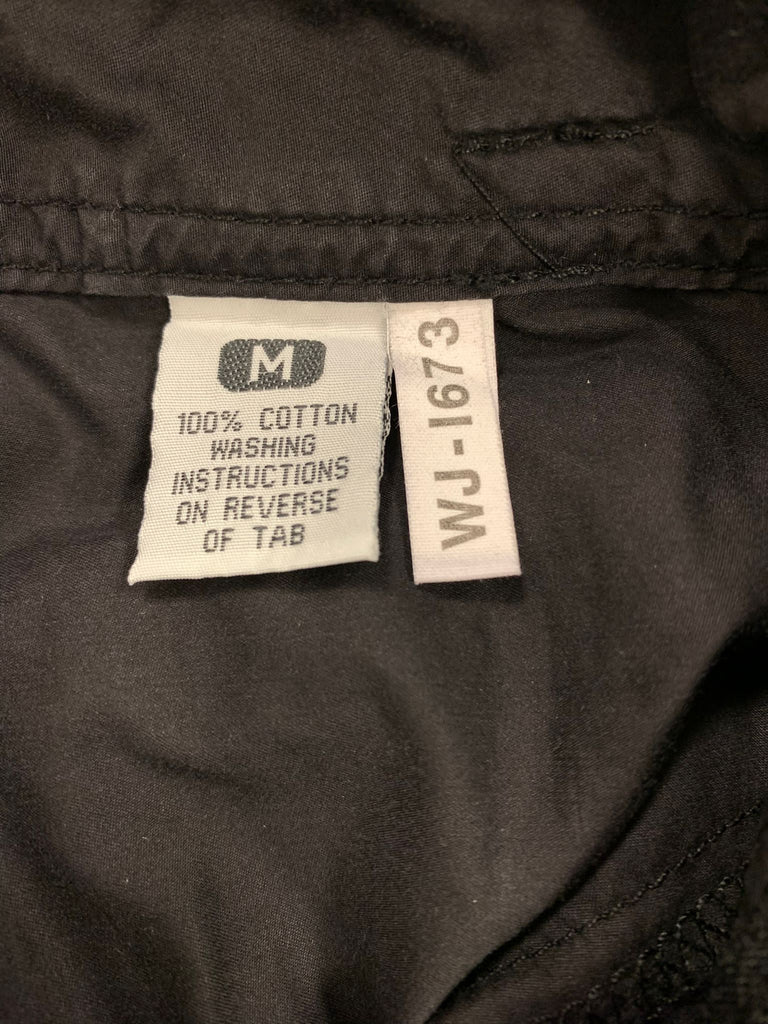 M
100% COTTON
WASHING
INSTRUCTIONS
ON REVERSE
OF TAB
WJ-1673